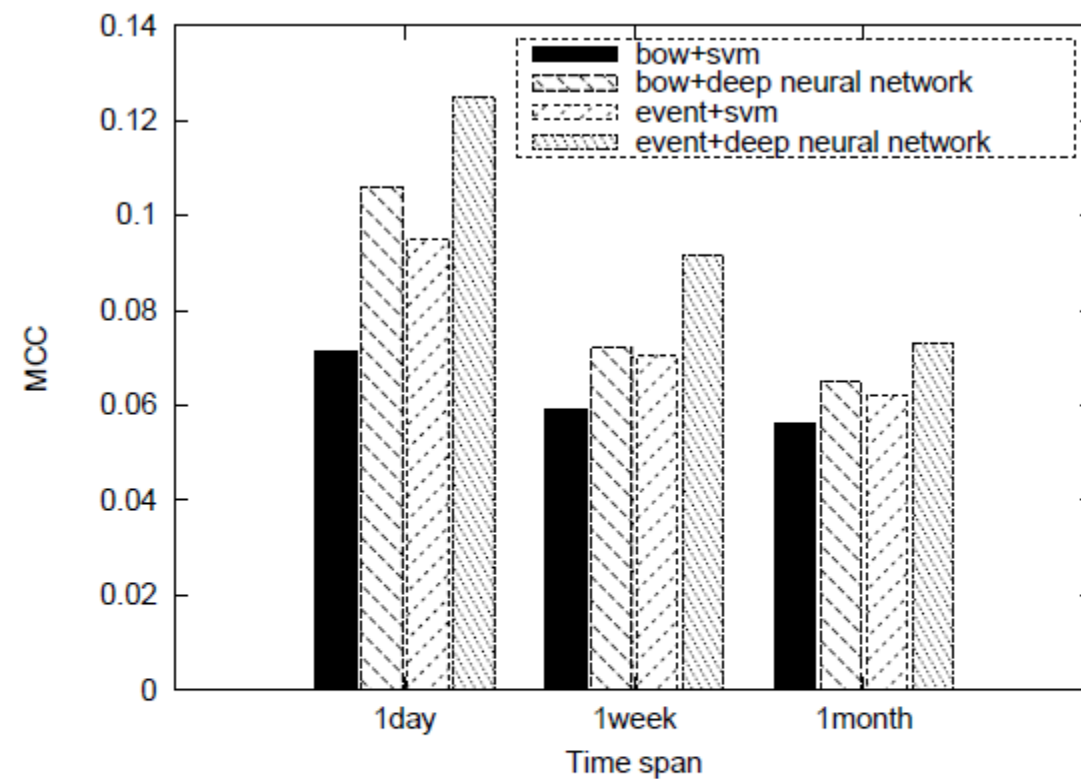 0.14
0.12
0.1
0.08
0.06
0.04
0.02
0
MCC
bow+svm
bow+deep neural network
event+svm
event+deep neural network
1day 1week 1month
Time span